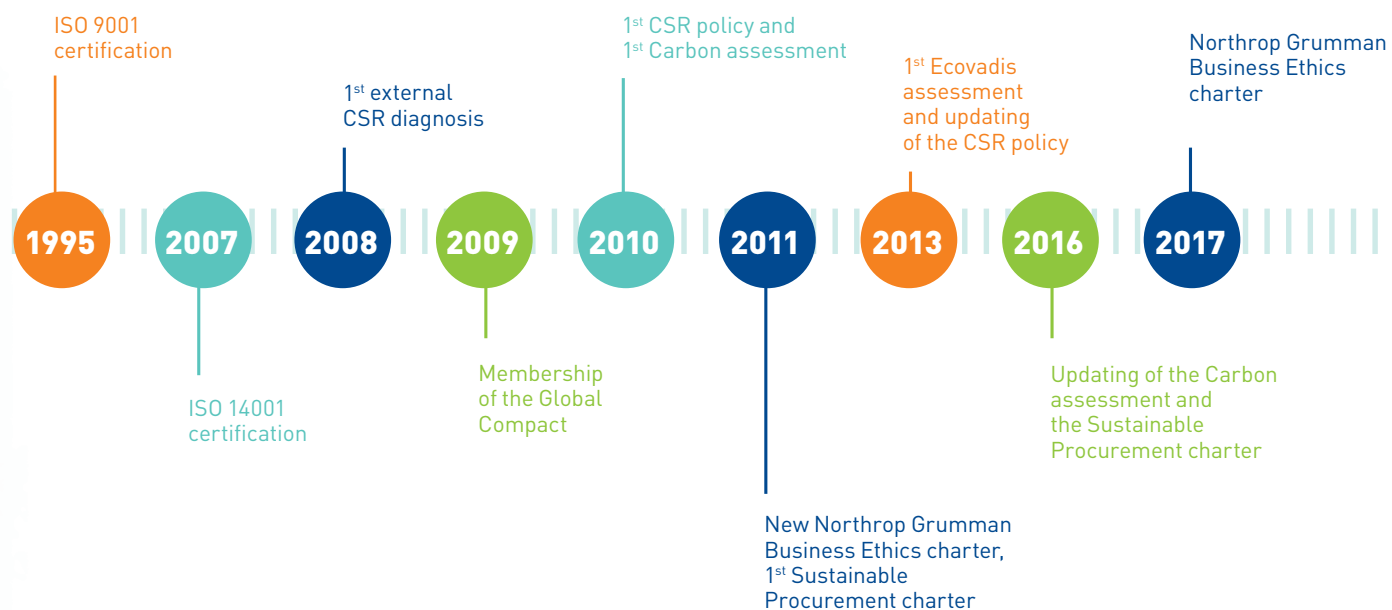 ISO 9001
certification
1st external
CSR diagnosis
1st CSR policy and
1st Carbon assessment
1st Ecovadis
assessment
and updating
of the CSR policy
Northrop Grumman
Business Ethics
charter
1995
2007
2008
2009
2010
2011
2013
2016
2017
ISO 14001
certification
Membership
of the Global
Compact
New Northrop Grumman
Business Ethics charter,
1st Sustainable
Procurement charter
Updating of the Carbon
assessment and
the Sustainable
Procurement charter